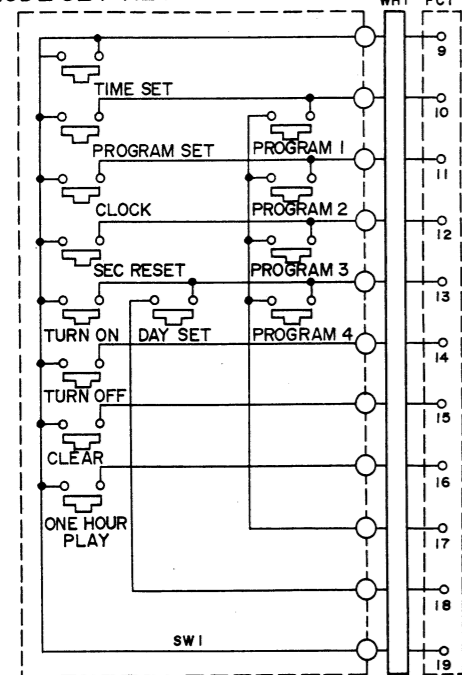 WH1 PC1
9
TIME SET
10
PROGRAM SET PROGRAM 1
11
CLOCK PROGRAM 2
12
SEC RESET PROGRAM 3
13
TURN ON DAY SET PROGRAM 4
14
TURN OFF
15
CLEAR
16
ONE HOUR
PLAY
17
18
SW1
19